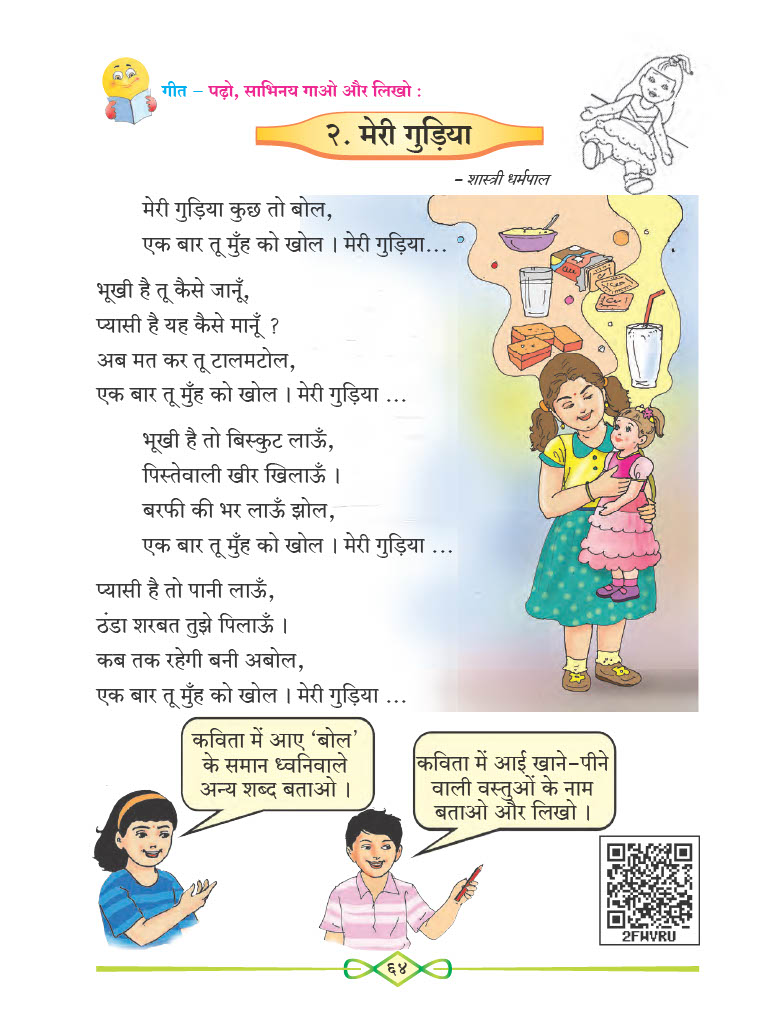 गीत – पढ़ो, साभिनय गाओ और लिखो :
२. मेरी गुड़िया
– शास्त्री धर्मपाल
मेरी गुड़िया कुछ तो बोल,
एक बार तू मुँह को खोल । मेरी गुड़िया...
भूखी है तू कैसे जानूँ,
प्यासी है यह कैसे मानूँ ?
अब मत कर तू टालमटोल,
एक बार तू मुँह को खोल । मेरी गुड़िया ...
भूखी है तो बिस्कुट लाऊँ,
पिस्तेवाली खीर खिलाऊँ ।
बरफी की भर लाऊँ झोल,
एक बार तू मुँह को खोल । मेरी गुड़िया ...
प्यासी है तो पानी लाऊँ,
ठंडा शरबत तुझे पिलाऊँ ।
कब तक रहेगी बनी अबोल,
एक बार तू मुँह को खोल । मेरी गुड़िया ...
कविता में आए ‘बोल’
के समान ध्वनिवाले
अन्य शब्द बताओ ।
कविता में आई खाने-पीने
वाली वस्तुओं के नाम
बताओ और लिखो ।
2FWVRU
६४